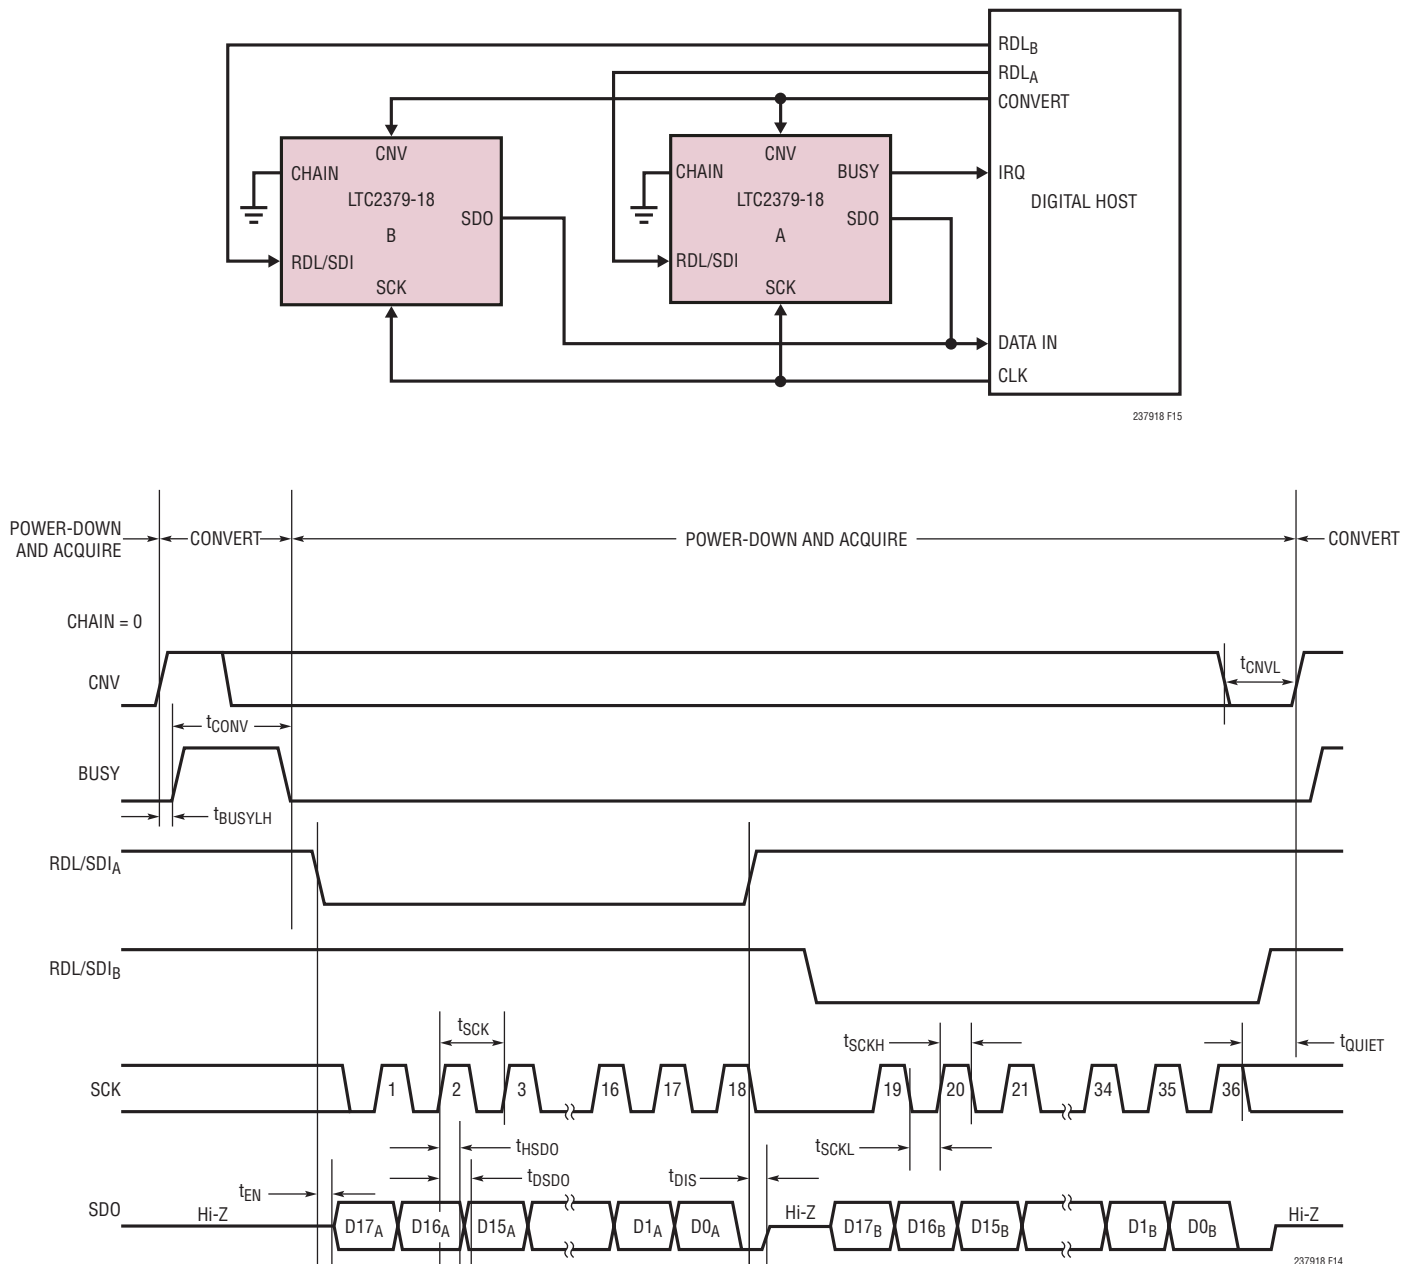 RDLB
RDLA
CONVERT
CNV
CNV
CHAIN
CHAIN
BUSY
IRQ
LTC2379-18
LTC2379-18
DIGITAL HOST
SDO
SDO
B
A
RDL/SDI
RDL/SDI
SCK
SCK
DATA IN
CLK
237918 F15
POWER-DOWN
AND ACQUIRE
CONVERT
POWER-DOWN AND ACQUIRE
CONVERT
CHAIN = 0
CNV
tCNVL
tCONV
BUSY
tBUSYLH
RDL/SDIA
RDL/SDIB
tSCK
tSCKH
tQUIET
SCK
1
2
3
16
17
18
19
20
21
34
35
36
tHSDO
tSCKL
tDSDO
tDIS
tEN
SDO
Hi-Z
D17A
D16A
D15A
D1A
D0A
Hi-Z
D17B
D16B
D15B
D1B
D0B
Hi-Z
237918 F14